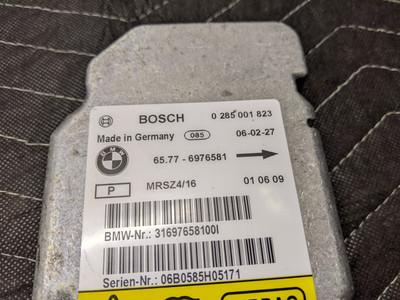 BOSCH 0 285 001 823
Made in Germany 085 06-02-27
BMW 65.77 - 6976581
P MRSZ4/16 01 06 09
BMW-Nr.: 31697658100I
Serien-Nr.: 06B0585H05171